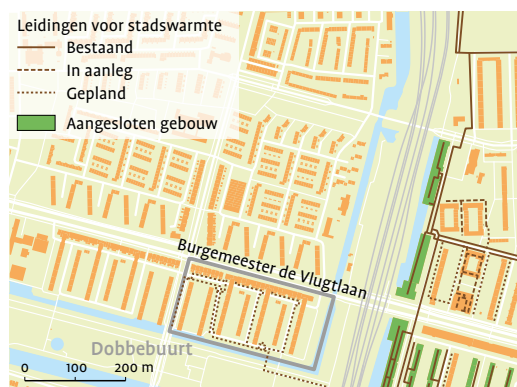 Leidingen voor stadswarmte
Bestaand
In aanleg
Gepland
Aangesloten gebouw
Burgemeester de Vlugtlaan
Dobbebuurt
0 100 200 m